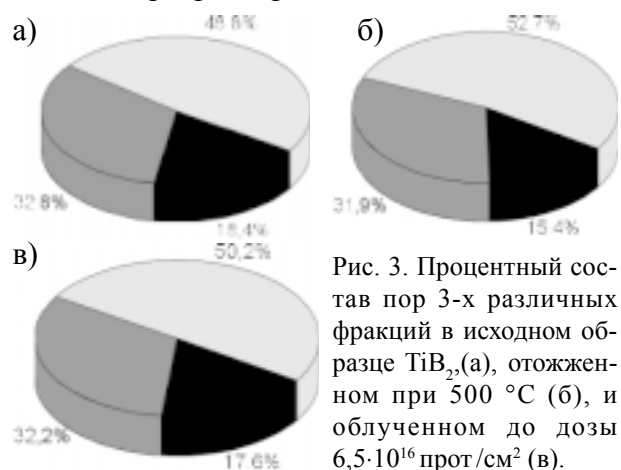 а)
48.8%
32.8%
18.4%
б)
52.7%
31,9%
15.4%
в)
50,2%
32,2%
17.6%
Рис. 3. Процентный сос-
тав пор 3-х различных
фракций в исходном об-
разце TiB₂,(а), отожжен-
ном при 500 °C (б), и
облученном до дозы
6,5·10¹⁶ прот/см² (в).